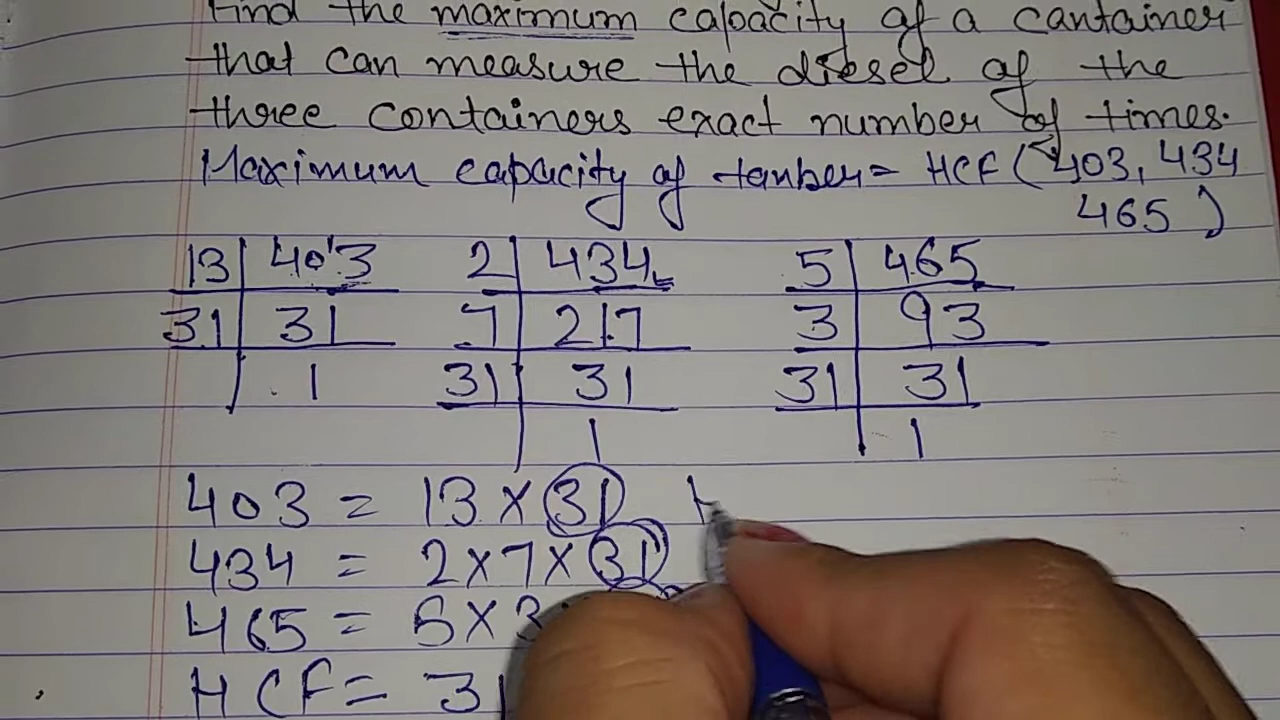 Find the maximum capacity of a cantainer
that can measure the diesel of the
three containers exact number of times.
Maximum capacity of tanber = HCF (403, 434
465)
13 | 403 2 | 434 5 | 465
31 | 31 7 | 217 3 | 93
1 31 | 31 31 | 31
1 1
403 = 13 × 31
434 = 2 × 7 × 31
465 = 5 × 3
HCF = 31